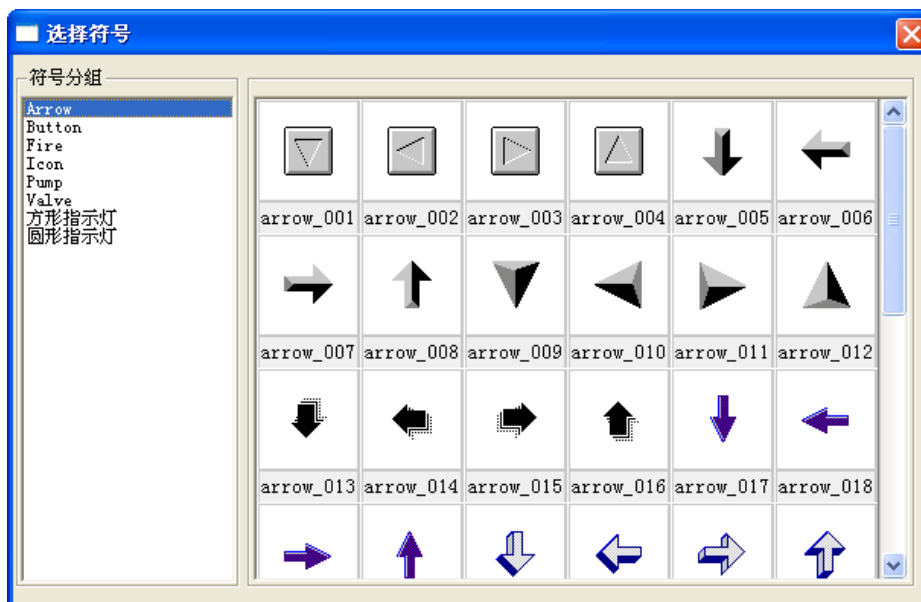 选择符号
符号分组
Arrow
Button
Fire
Icon
Pump
Valve
方形指示灯
圆形指示灯
arrow_001 arrow_002 arrow_003 arrow_004 arrow_005 arrow_006
arrow_007 arrow_008 arrow_009 arrow_010 arrow_011 arrow_012
arrow_013 arrow_014 arrow_015 arrow_016 arrow_017 arrow_018